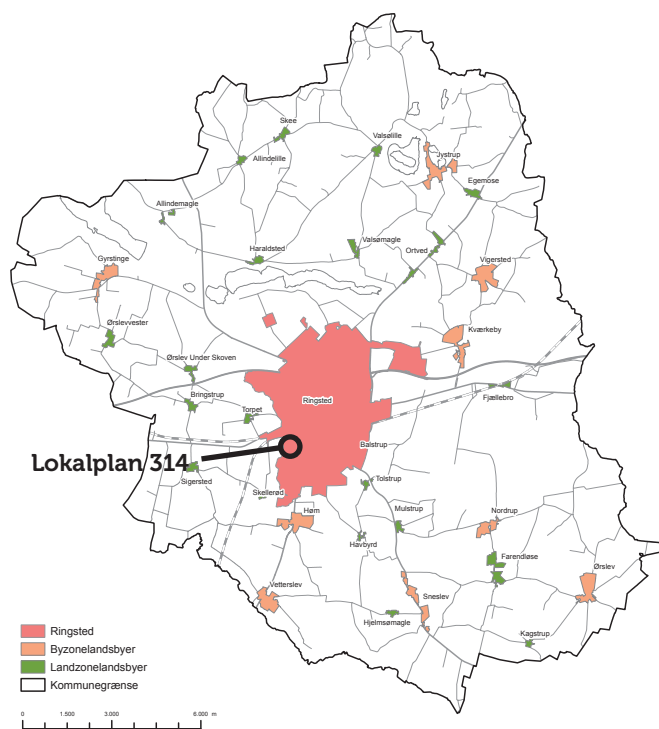 Skee
Valsølille
Allindelille
Jystrup
Egemose
Allindemagle
Valsømagle
Ortved
Haraldsted
Gyrstinge
Vigersted
Ørslevvester
Kværkeby
Ørslev Under Skoven
Fjællebro
Bringstrup
Ringsted
Torpet
Balstrup
Lokalplan 314
Sigersted
Tolstrup
Skellerød
Høm
Mulstrup
Nordrup
Havbyrd
Farendløse
Ørslev
Vetterslev
Sneslev
Hjelmsømagle
Kagstrup
Ringsted
Byzonelandsbyer
Landzonelandsbyer
Kommunegrænse
0 1.500 3.000 6.000 m